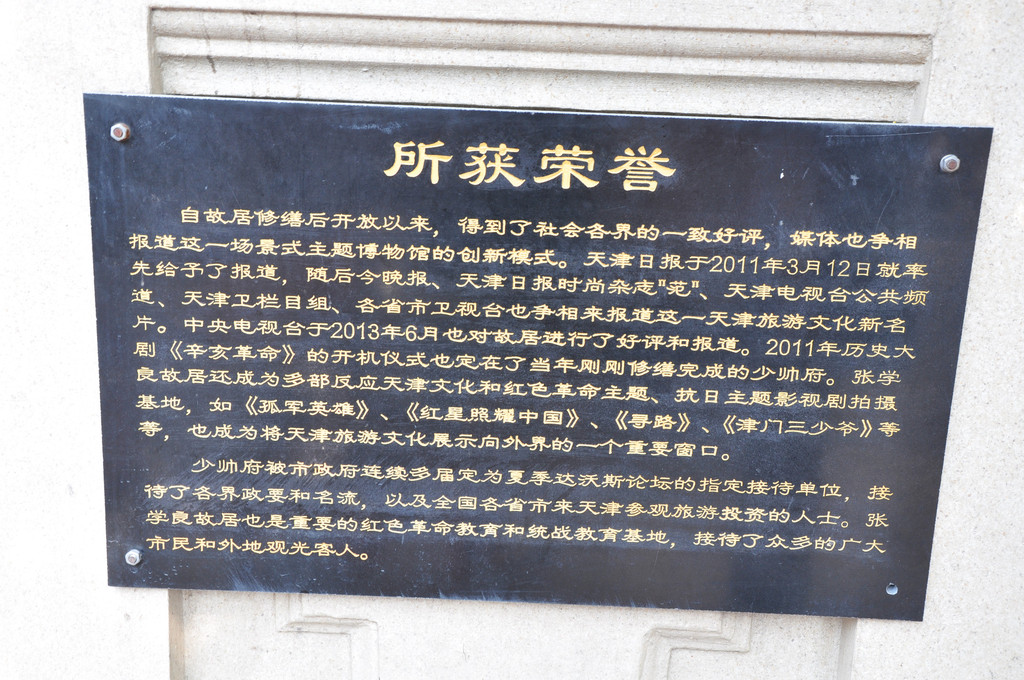 所获荣誉
自故居修缮后开放以来，得到了社会各界的一致好评，媒体也争相
报道这一场景式主题博物馆的创新模式。天津日报于2011年3月12日就率
先给予了报道，随后今晚报、天津日报时尚杂志"范"、天津电视台公共频
道、天津卫栏目组、各省市卫视台也争相来报道这一天津旅游文化新名
片。中央电视台于2013年6月也对故居进行了好评和报道。2011年历史大
剧《辛亥革命》的开机仪式也定在了当年刚刚修缮完成的少帅府。张学
良故居还成为多部反应天津文化和红色革命主题、抗日主题影视剧拍摄
基地，如《孤军英雄》、《红星照耀中国》、《寻路》、《津门三少爷》等
等，也成为将天津旅游文化展示向外界的一个重要窗口。
少帅府被市政府连续多届定为夏季达沃斯论坛的指定接待单位，接
待了各界政要和名流，以及全国各省市来天津参观旅游投资的人士。张
学良故居也是重要的红色革命教育和统战教育基地，接待了众多的广大
市民和外地观光客人。